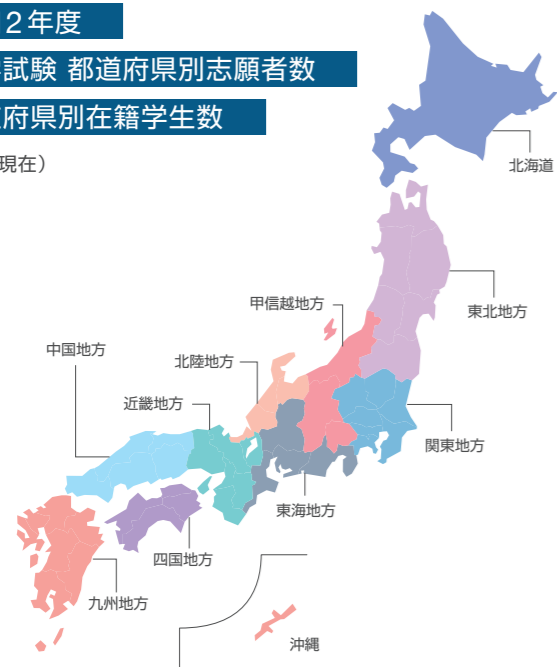 2年度
試験 都道府県別志願者数
府県別在籍学生数
現在）
北海道
東北地方
甲信越地方
中国地方
北陸地方
近畿地方
関東地方
東海地方
四国地方
九州地方
沖縄